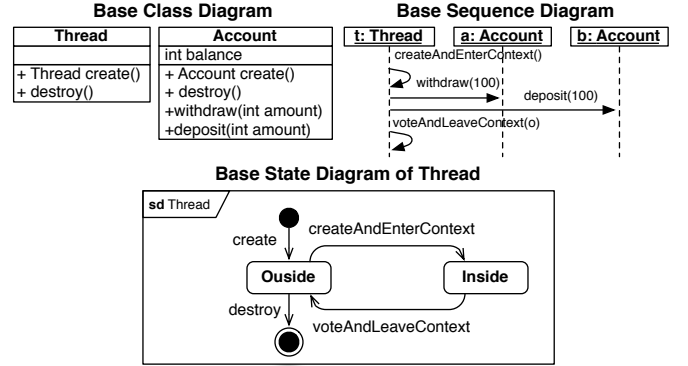 Base Class Diagram
Thread
+ Thread create()
+ destroy()
Account
int balance
+ Account create()
+ destroy()
+withdraw(int amount)
+deposit(int amount)
Base Sequence Diagram
t: Thread
a: Account
b: Account
createAndEnterContext()
withdraw(100)
deposit(100)
voteAndLeaveContext(o)
Base State Diagram of Thread
sd Thread
create
createAndEnterContext
Ouside
Inside
destroy
voteAndLeaveContext